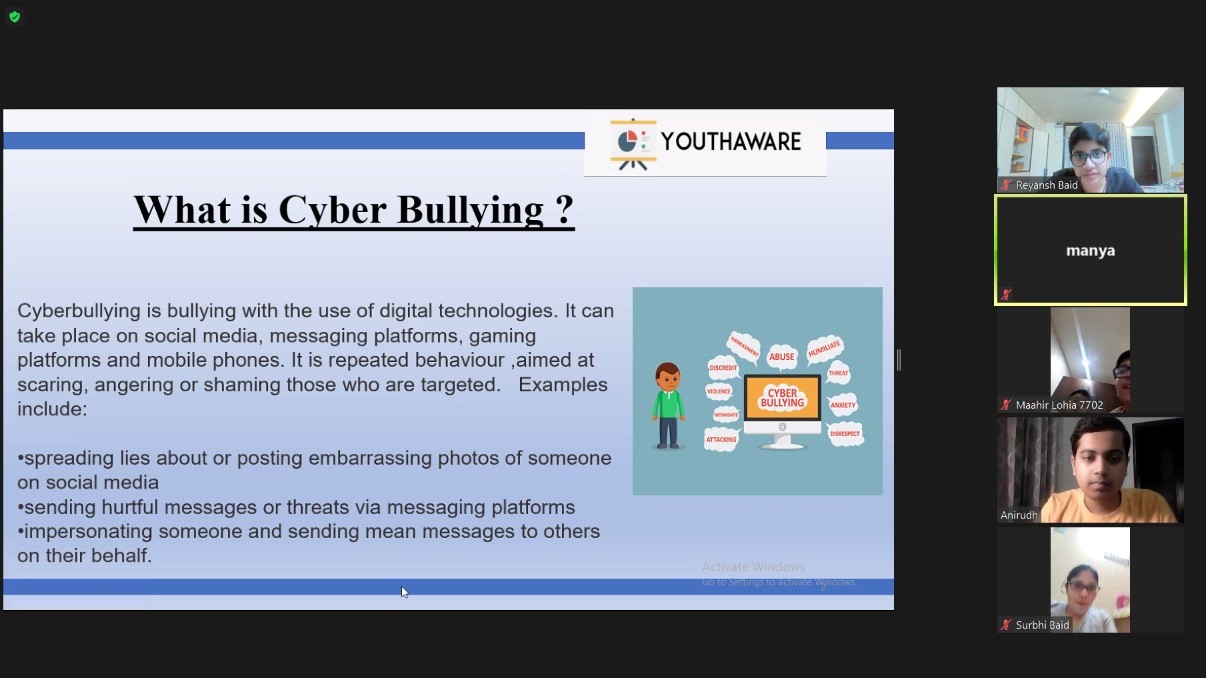 YOUTHAWARE
What is Cyber Bullying ?
Cyberbullying is bullying with the use of digital technologies. It can
take place on social media, messaging platforms, gaming
platforms and mobile phones. It is repeated behaviour ,aimed at
scaring, angering or shaming those who are targeted.   Examples
include:
•spreading lies about or posting embarrassing photos of someone
on social media
•sending hurtful messages or threats via messaging platforms
•impersonating someone and sending mean messages to others
on their behalf.
HARASSMENT
ABUSE
HUMILIATE
DISCREDIT
THREAT
VIOLENCE
CYBER
BULLYING
ANXIETY
INTIMIDATE
ATTACKING
DISRESPECT
Activate Windows
Go to Settings to activate Windows.
2
Reyansh Baid
manya
Maahir Lohia 7702
Anirudh
Surbhi Baid